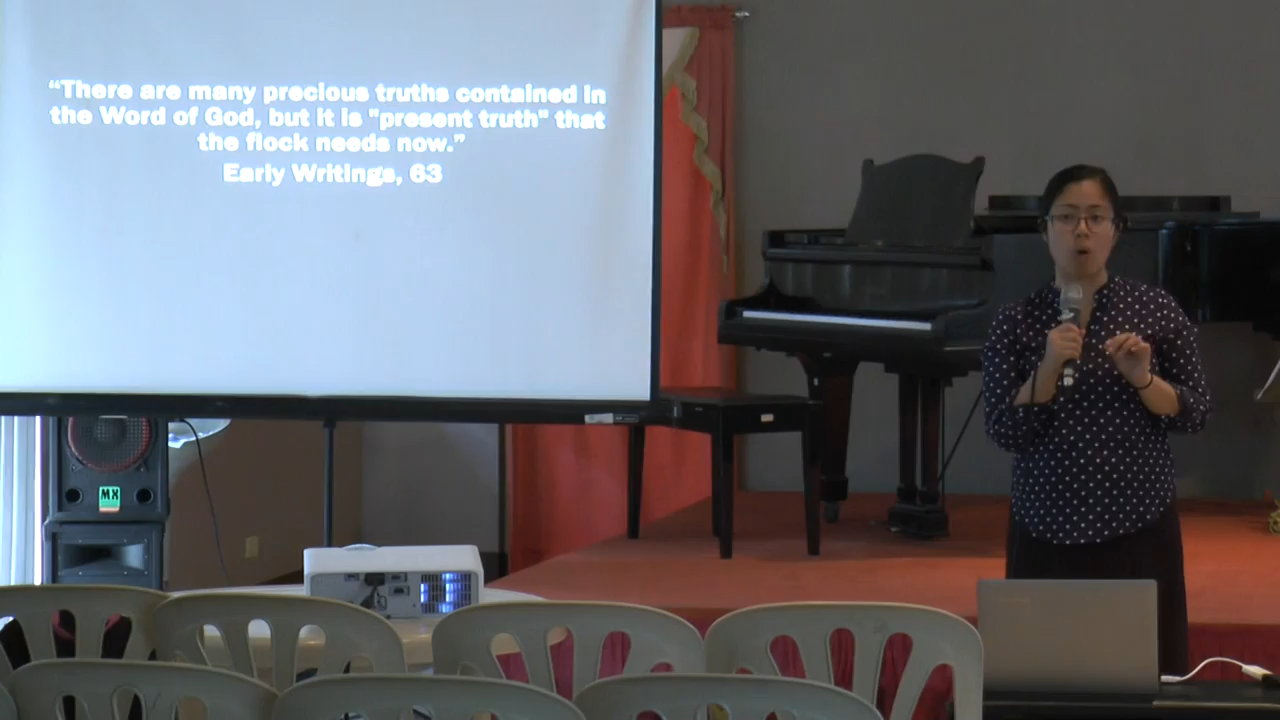 “There are many precious truths contained in
the Word of God, but it is "present truth" that
the flock needs now.”
Early Writings, 63
MX